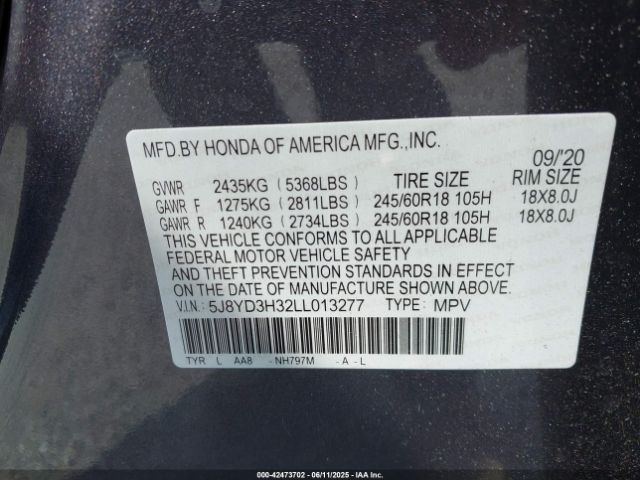 MFD.BY HONDA OF AMERICA MFG.,INC.
09/'20
GVWR 2435KG (5368LBS) TIRE SIZE RIM SIZE
GAWR F 1275KG (2811LBS) 245/60R18 105H 18X8.0J
GAWR R 1240KG (2734LBS) 245/60R18 105H 18X8.0J
THIS VEHICLE CONFORMS TO ALL APPLICABLE
FEDERAL MOTOR VEHICLE SAFETY
AND THEFT PREVENTION STANDARDS IN EFFECT
ON THE DATE OF MANUFACTURE SHOWN ABOVE.
V.I.N.: 5J8YD3H32LL013277 TYPE: MPV
TYR L AA8 -NH797M -A -L
000-42473702 - 06/11/2025 - IAA Inc.